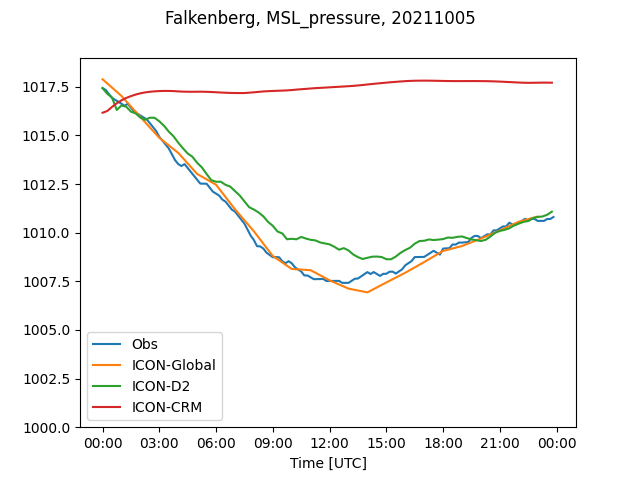 Falkenberg, MSL_pressure, 20211005
1017.5
1015.0
1012.5
1010.0
1007.5
1005.0
1002.5
1000.0
Obs
ICON-Global
ICON-D2
ICON-CRM
00:00 03:00 06:00 09:00 12:00 15:00 18:00 21:00 00:00
Time [UTC]